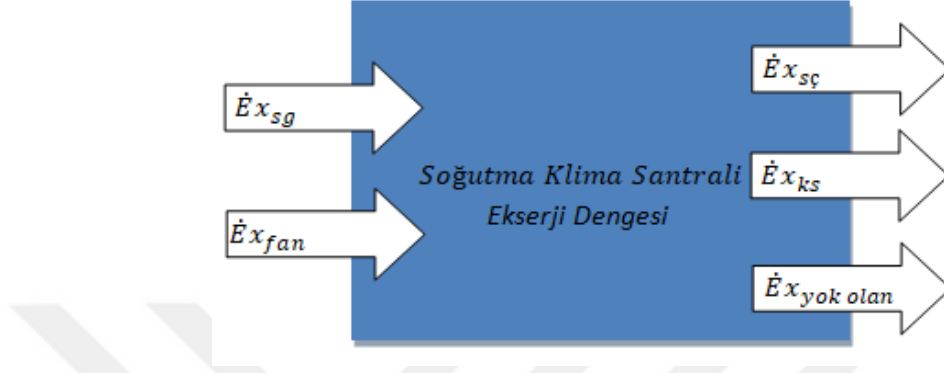 Ėx_sg
Ėx_fan
Soğutma Klima Santrali
Ekserji Dengesi
Ėx_sç
Ėx_ks
Ėx_yok olan